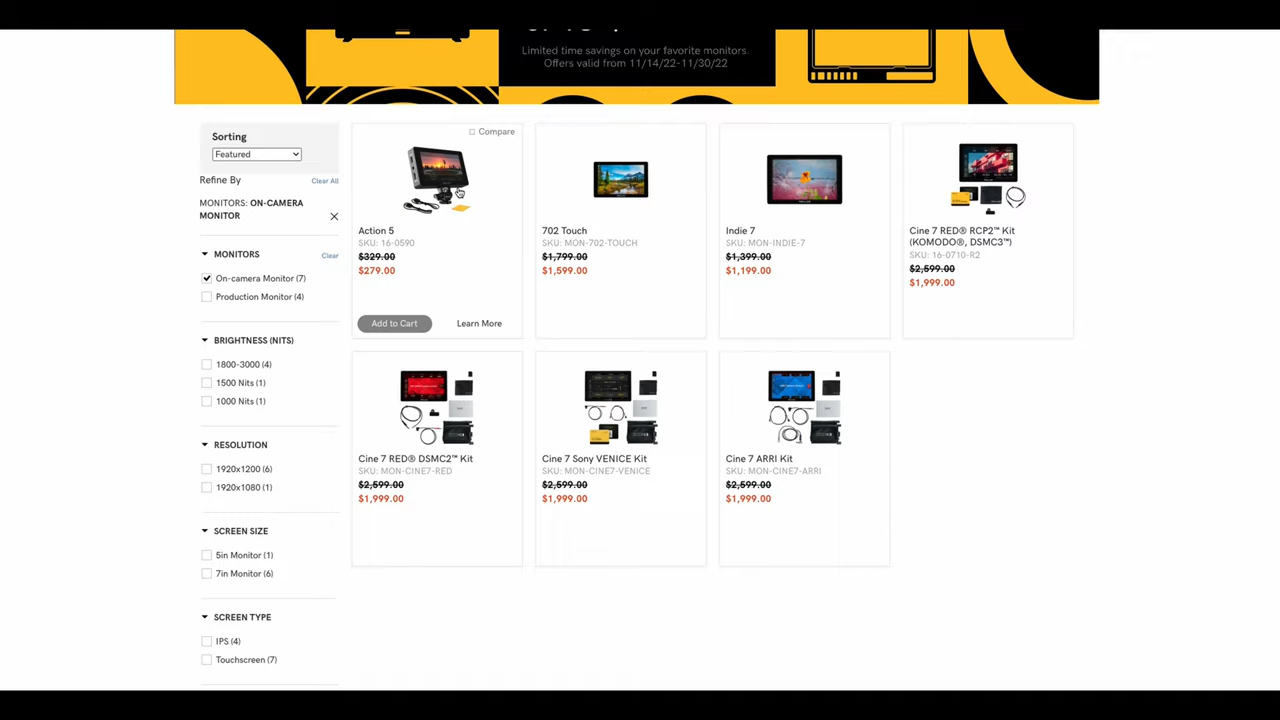 Limited time savings on your favorite monitors.
Offers valid from 11/14/22-11/30/22
Sorting
Featured
Refine By
Clear All
MONITORS: ON-CAMERA
MONITOR
MONITORS
Clear
On-camera Monitor (7)
Production Monitor (4)
BRIGHTNESS (NITS)
1800-3000 (4)
1500 Nits (1)
1000 Nits (1)
RESOLUTION
1920x1200 (6)
1920x1080 (1)
SCREEN SIZE
5in Monitor (1)
7in Monitor (6)
SCREEN TYPE
IPS (4)
Touchscreen (7)
Compare
Action 5
SKU: 16-0590
$329.00
$279.00
Add to Cart
Learn More
702 Touch
SKU: MON-702-TOUCH
$1,799.00
$1,599.00
Indie 7
SKU: MON-INDIE-7
$1,399.00
$1,199.00
Cine 7 RED® RCP2™ Kit
(KOMODO®, DSMC3™)
SKU: 16-0710-R2
$2,599.00
$1,999.00
Cine 7 RED® DSMC2™ Kit
SKU: MON-CINE7-RED
$2,599.00
$1,999.00
Cine 7 Sony VENICE Kit
SKU: MON-CINE7-VENICE
$2,599.00
$1,999.00
Cine 7 ARRI Kit
SKU: MON-CINE7-ARRI
$2,599.00
$1,999.00